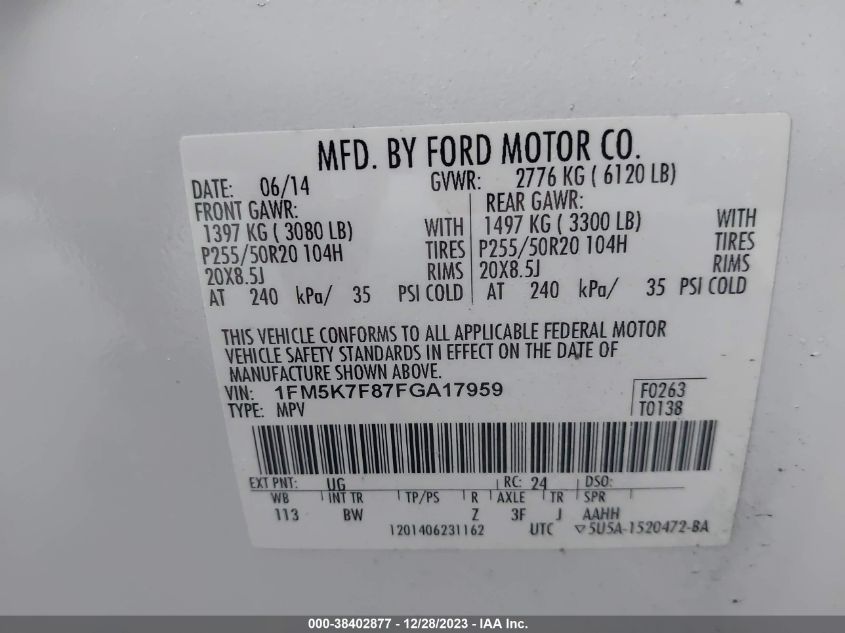 MFD. BY FORD MOTOR CO.
DATE: 06/14 GVWR: 2776 KG ( 6120 LB)
FRONT GAWR: REAR GAWR:
1397 KG ( 3080 LB) WITH 1497 KG ( 3300 LB) WITH
P255/50R20 104H TIRES P255/50R20 104H TIRES
20X8.5J RIMS 20X8.5J RIMS
AT 240 kPa/ 35 PSI COLD AT 240 kPa/ 35 PSI COLD
THIS VEHICLE CONFORMS TO ALL APPLICABLE FEDERAL MOTOR
VEHICLE SAFETY STANDARDS IN EFFECT ON THE DATE OF
MANUFACTURE SHOWN ABOVE.
VIN: 1FM5K7F87FGA17959 F0263
TYPE: MPV T0138
EXT PNT: UG RC: 24 DSO:
WB INT TR TP/PS R AXLE TR SPR
113 BW Z 3F J AAHH
1201406231162 UTC ▽5U5A-1520472-BA
000-38402877 - 12/28/2023 - iaai.com